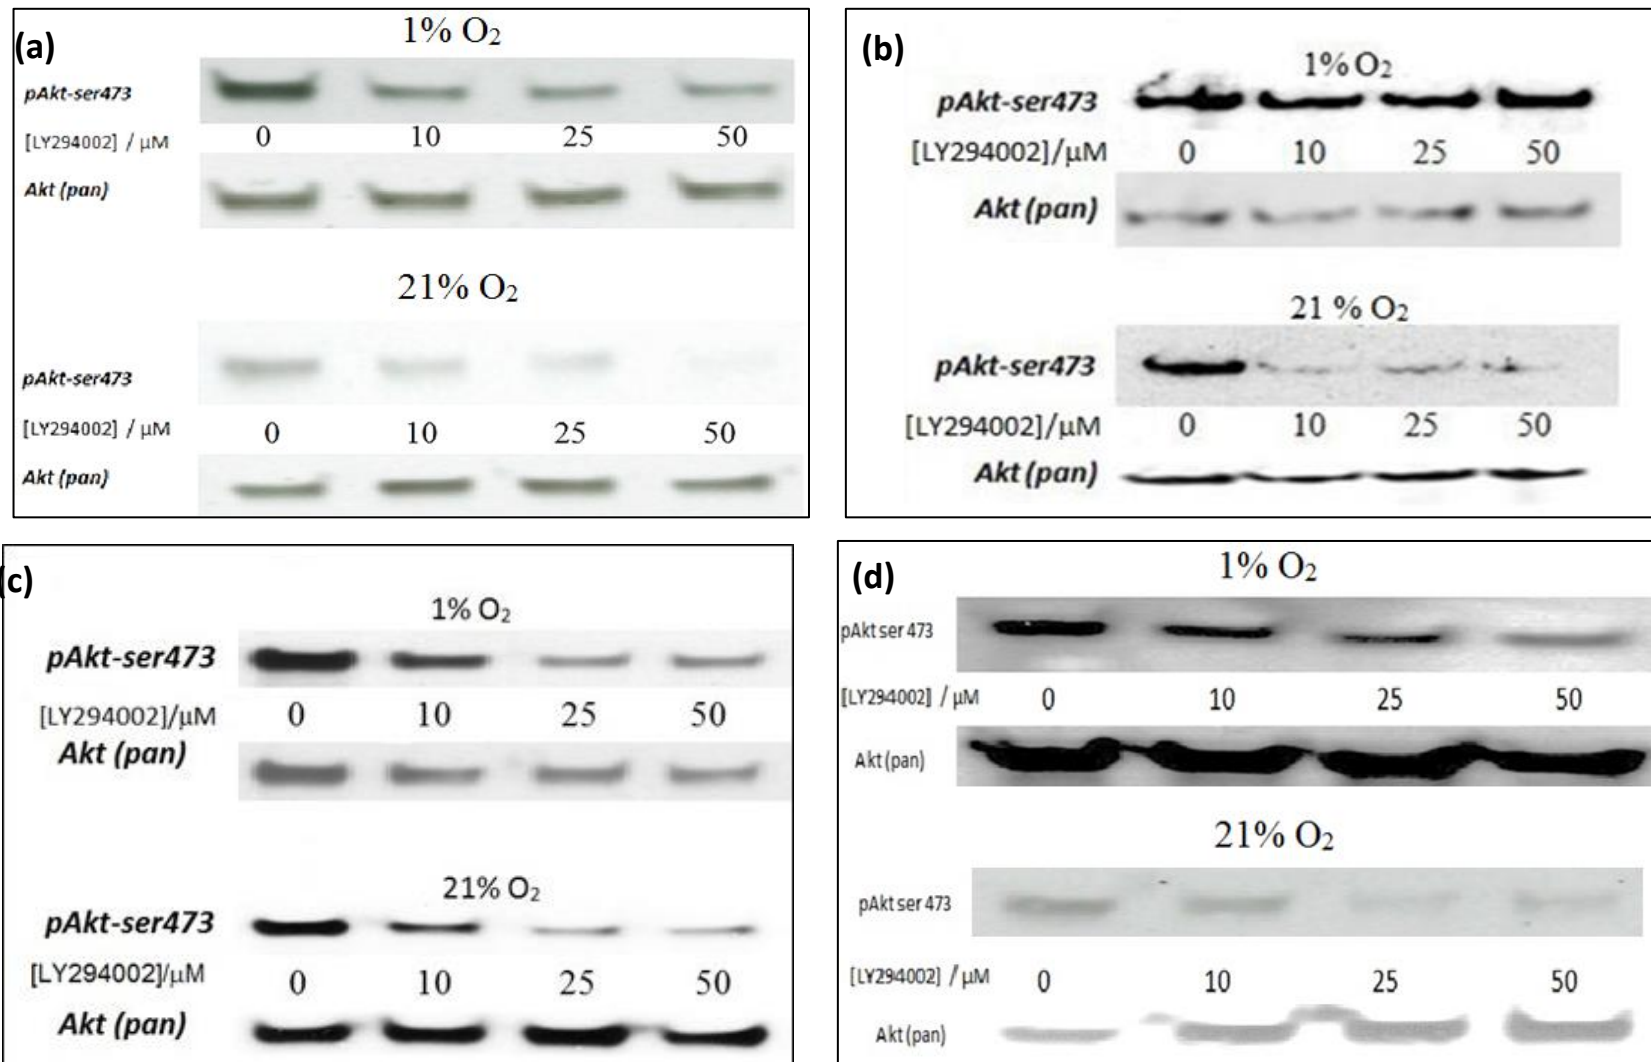 (a)
1% O₂
pAkt-ser473
[LY294002] / µM 0 10 25 50
Akt (pan)
21% O₂
pAkt-ser473
[LY294002] / µM 0 10 25 50
Akt (pan)
(b)
1% O₂
pAkt-ser473
[LY294002]/µM 0 10 25 50
Akt (pan)
21 % O₂
pAkt-ser473
[LY294002]/µM 0 10 25 50
Akt (pan)
(c)
1% O₂
pAkt-ser473
[LY294002]/µM 0 10 25 50
Akt (pan)
21% O₂
pAkt-ser473
[LY294002]/µM 0 10 25 50
Akt (pan)
(d)
1% O₂
pAkt ser 473
[LY294002] / µM 0 10 25 50
Akt (pan)
21% O₂
pAkt ser 473
[LY294002] / µM 0 10 25 50
Akt (pan)